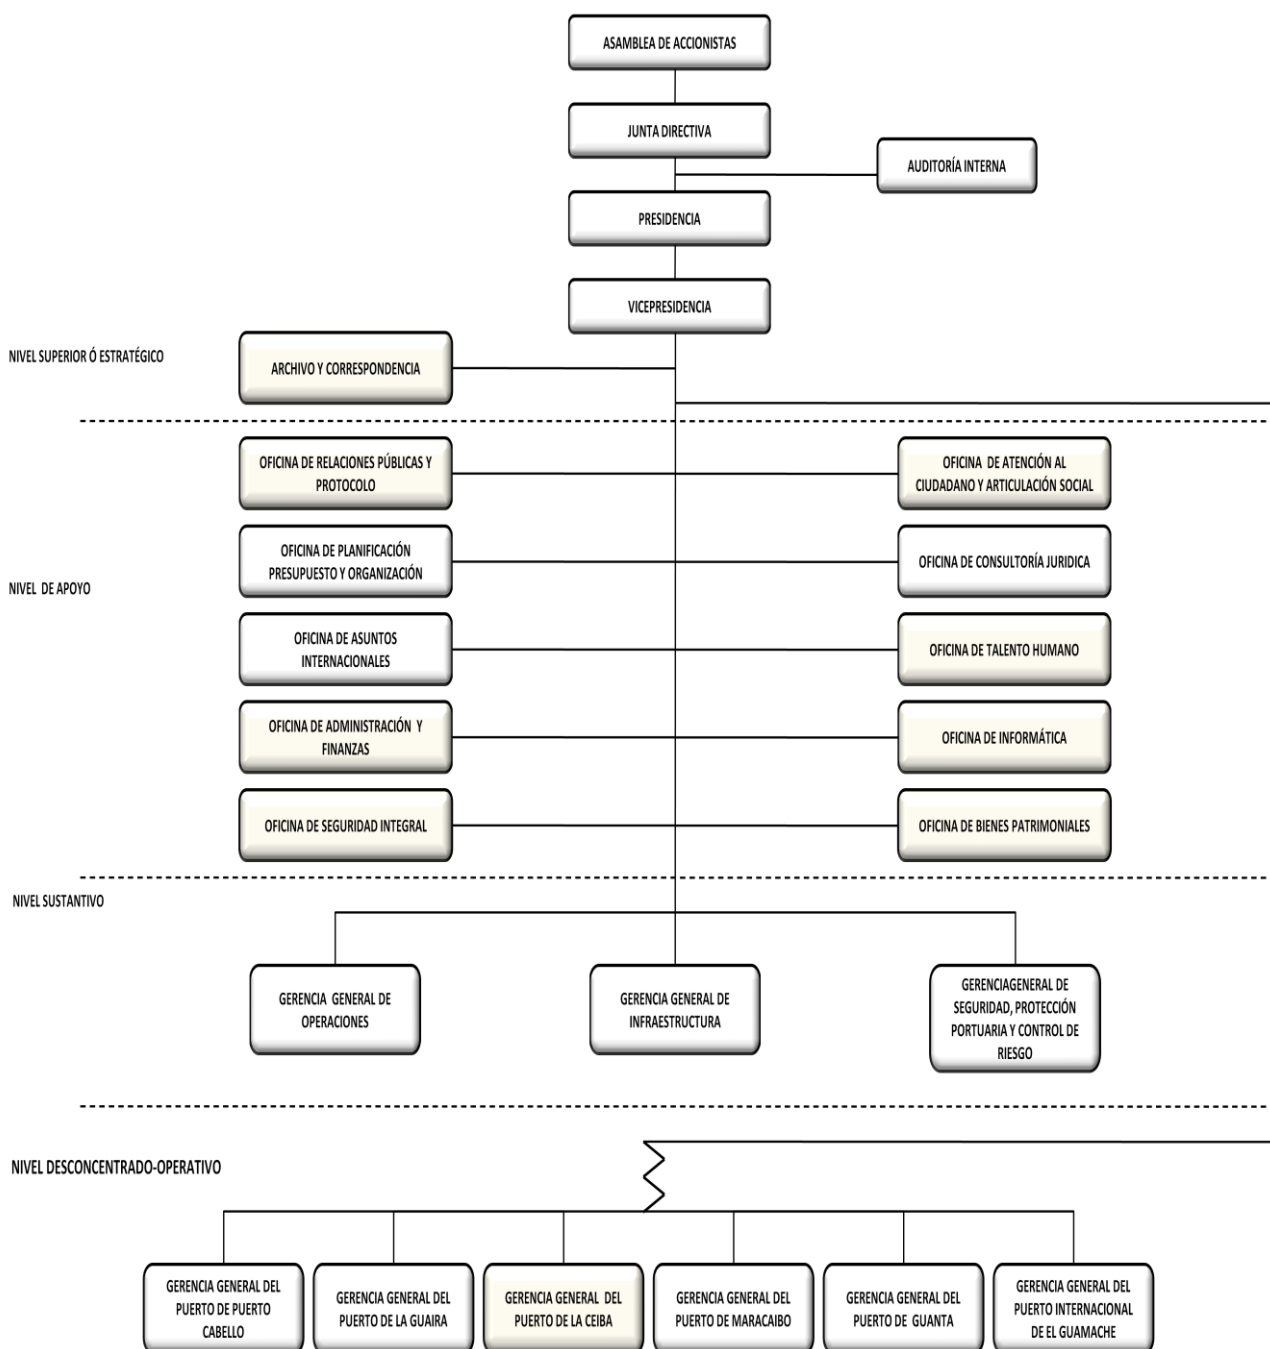 ASAMBLEA DE ACCIONISTAS
JUNTA DIRECTIVA
AUDITORÍA INTERNA
PRESIDENCIA
VICEPRESIDENCIA
NIVEL SUPERIOR Ó ESTRATÉGICO
ARCHIVO Y CORRESPONDENCIA
OFICINA DE RELACIONES PÚBLICAS Y
PROTOCOLO
OFICINA DE ATENCIÓN AL
CIUDADANO Y ARTICULACIÓN SOCIAL
OFICINA DE PLANIFICACIÓN
PRESUPUESTO Y ORGANIZACIÓN
OFICINA DE CONSULTORÍA JURIDICA
NIVEL DE APOYO
OFICINA DE ASUNTOS
INTERNACIONALES
OFICINA DE TALENTO HUMANO
OFICINA DE ADMINISTRACIÓN Y
FINANZAS
OFICINA DE INFORMÁTICA
OFICINA DE SEGURIDAD INTEGRAL
OFICINA DE BIENES PATRIMONIALES
NIVEL SUSTANTIVO
GERENCIA GENERAL DE
OPERACIONES
GERENCIA GENERAL DE
INFRAESTRUCTURA
GERENCIAGENERAL DE
SEGURIDAD, PROTECCIÓN
PORTUARIA Y CONTROL DE
RIESGO
NIVEL DESCONCENTRADO-OPERATIVO
GERENCIA GENERAL DEL
PUERTO DE PUERTO
CABELLO
GERENCIA GENERAL DEL
PUERTO DE LA GUAIRA
GERENCIA GENERAL DEL
PUERTO DE LA CEIBA
GERENCIA GENERAL DEL
PUERTO DE MARACAIBO
GERENCIA GENERAL DEL
PUERTO DE GUANTA
GERENCIA GENERAL DEL
PUERTO INTERNACIONAL
DE EL GUAMACHE